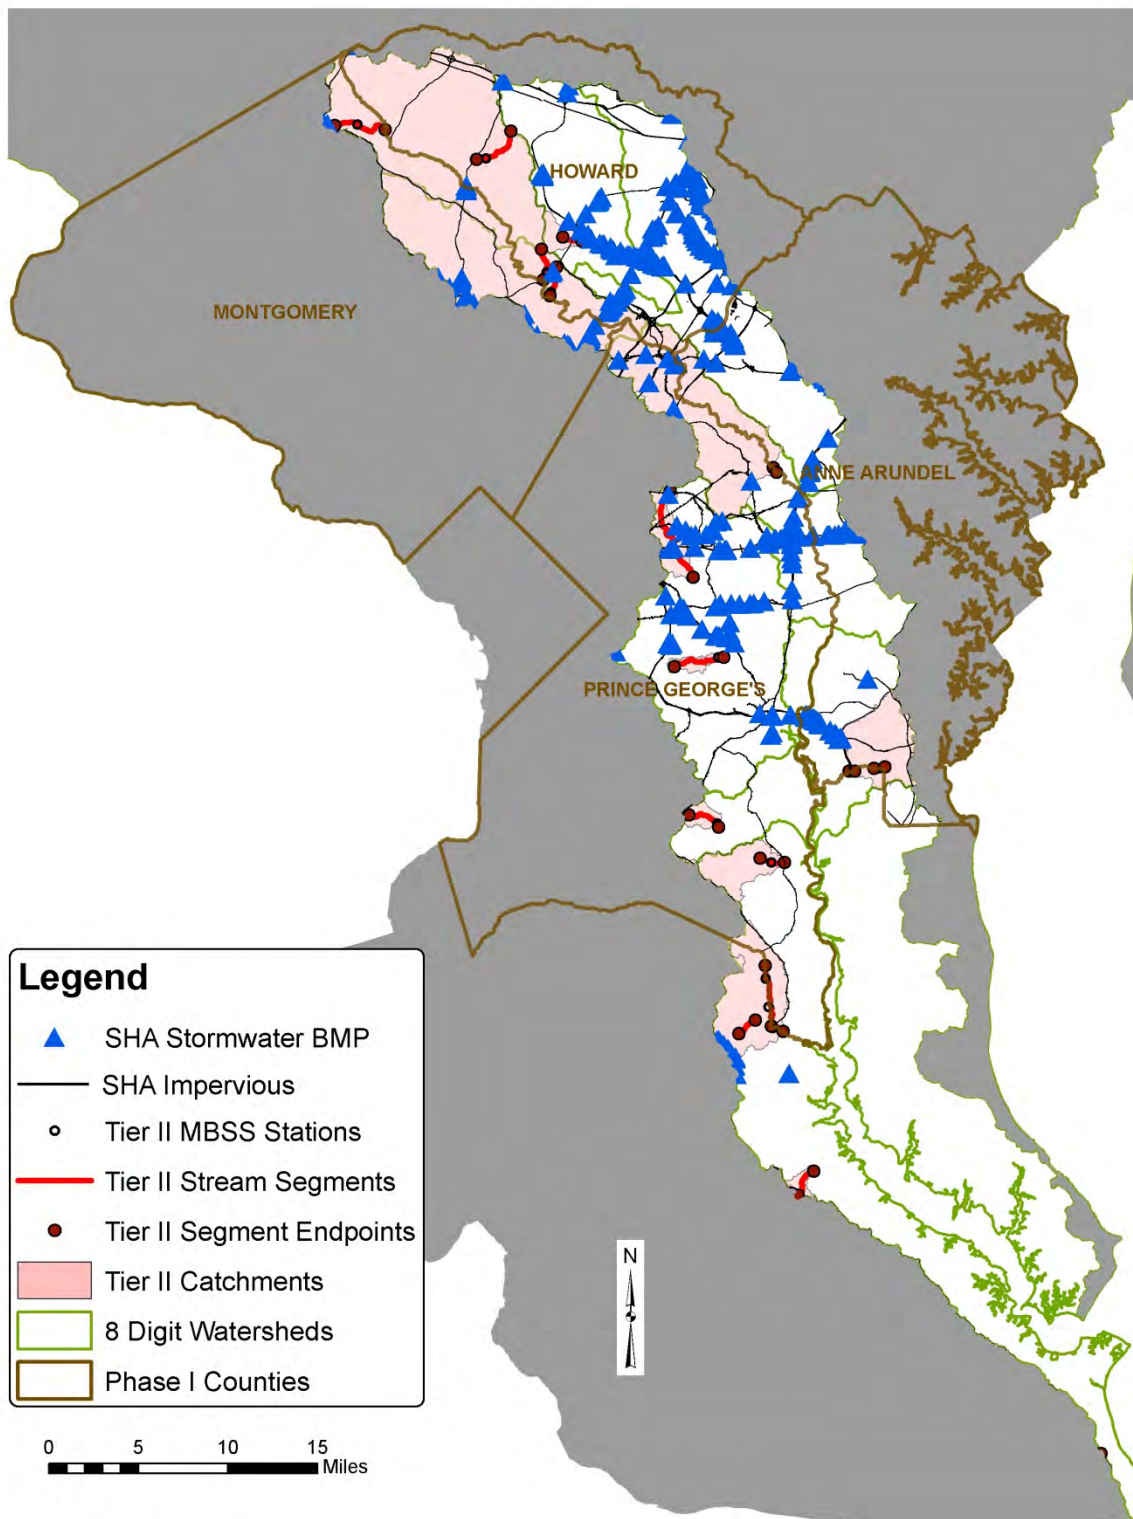 HOWARD
MONTGOMERY
ANNE ARUNDEL
PRINCE GEORGE'S
Legend
SHA Stormwater BMP
SHA Impervious
Tier II MBSS Stations
Tier II Stream Segments
Tier II Segment Endpoints
Tier II Catchments
8 Digit Watersheds
Phase I Counties
N
0 5 10 15
Miles